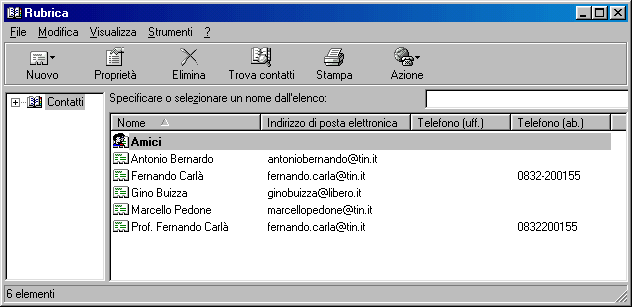 Rubrica
File Modifica Visualizza Strumenti ?
Nuovo Proprietà Elimina Trova contatti Stampa Azione
Contatti
Specificare o selezionare un nome dall'elenco:
Nome Indirizzo di posta elettronica Telefono (uff.) Telefono (ab.)
Amici
Antonio Bernardo antoniobernando@tin.it
Fernando Carlà fernando.carla@tin.it 0832-200155
Gino Buizza ginobuizza@libero.it
Marcello Pedone marcellopedone@tin.it
Prof. Fernando Carlà fernando.carla@tin.it 0832200155
6 elementi